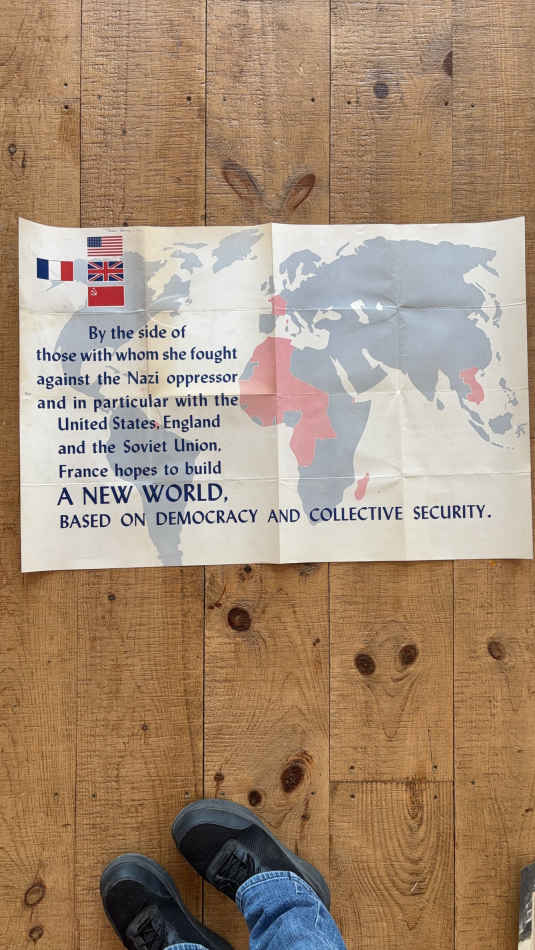 By the side of
those with whom she fought
against the Nazi oppressor
and in particular with the
United States, England
and the Soviet Union,
France hopes to build
A NEW WORLD,
BASED ON DEMOCRACY AND COLLECTIVE SECURITY.